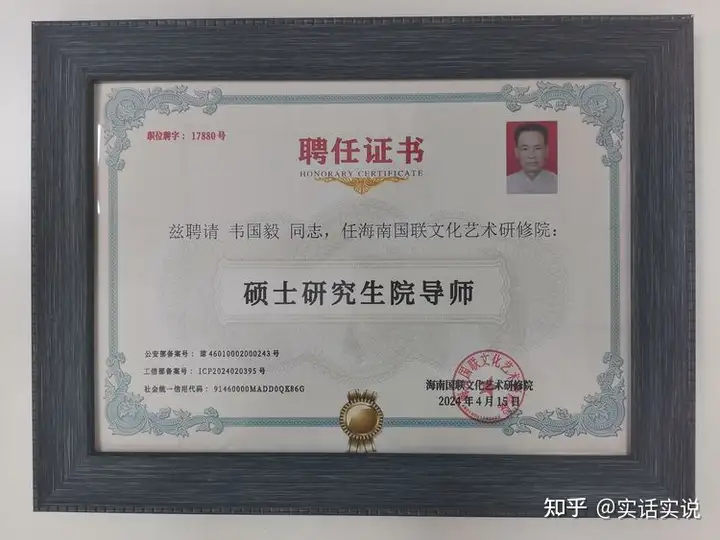 职位聘字：17880号
聘任证书
HONORARY CERTIFICATE
兹聘请 韦国毅 同志，任海南国联文化艺术研修院：
硕士研究生院导师
公安部备案号：琼46010002000243号
工信部备案号：ICP2024020395号
社会统一信用代码：91460000MADD0QK86G
海南国联文化艺术研修院
2024年4月15日
知乎 @实话实说